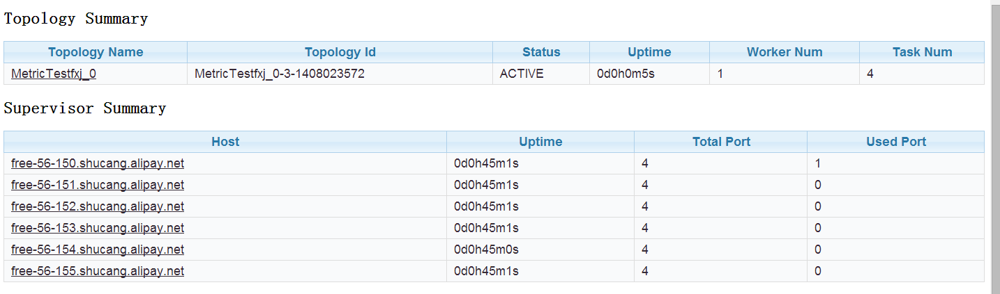 Topology Summary
Topology Name Topology Id Status Uptime Worker Num Task Num
MetricTestfxj_0 MetricTestfxj_0-3-1408023572 ACTIVE 0d0h0m5s 1 4
Supervisor Summary
Host Uptime Total Port Used Port
free-56-150.shucang.alipay.net 0d0h45m1s 4 1
free-56-151.shucang.alipay.net 0d0h45m1s 4 0
free-56-152.shucang.alipay.net 0d0h45m1s 4 0
free-56-153.shucang.alipay.net 0d0h45m1s 4 0
free-56-154.shucang.alipay.net 0d0h45m0s 4 0
free-56-155.shucang.alipay.net 0d0h45m1s 4 0